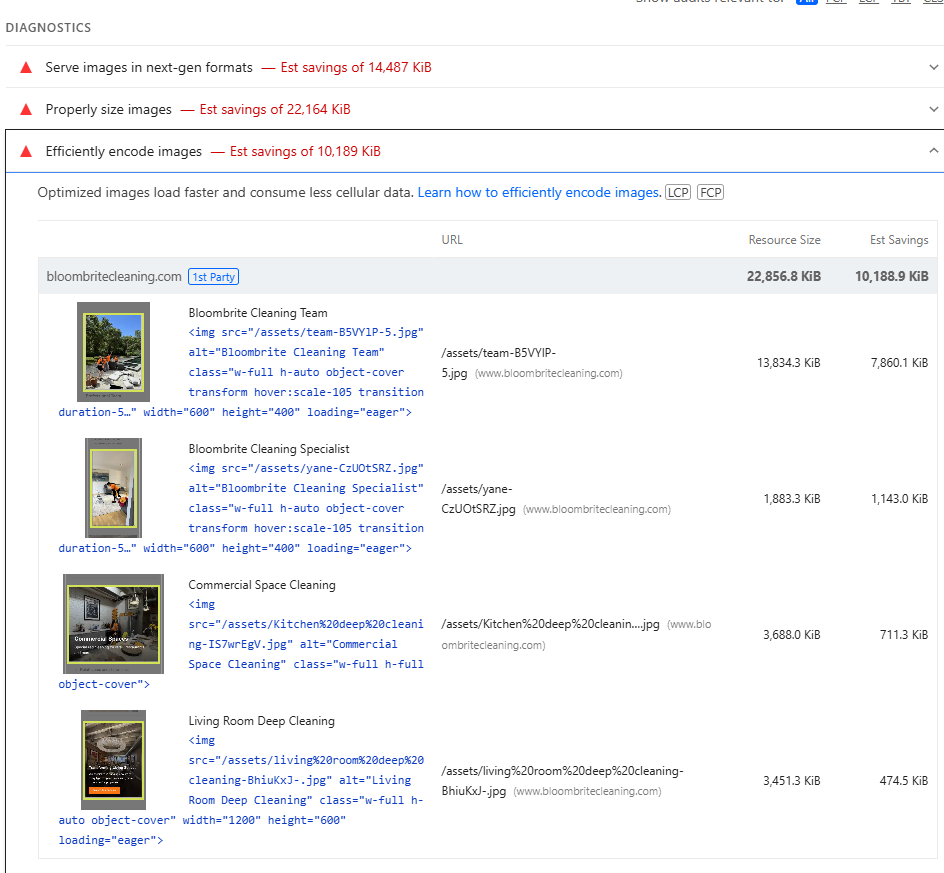 DIAGNOSTICS
Serve images in next-gen formats — Est savings of 14,487 KiB
Properly size images — Est savings of 22,164 KiB
Efficiently encode images — Est savings of 10,189 KiB
Optimized images load faster and consume less cellular data. Learn how to efficiently encode images. LCP FCP
URL Resource Size Est Savings
bloombritecleaning.com 1st Party 22,856.8 KiB 10,188.9 KiB
Bloombrite Cleaning Team
<img src="/assets/team-B5VYlP-5.jpg"
alt="Bloombrite Cleaning Team"
class="w-full h-auto object-cover
transform hover:scale-105 transition
duration-5…" width="600" height="400" loading="eager">
/assets/team-B5VYlP-
5.jpg (www.bloombritecleaning.com)
13,834.3 KiB 7,860.1 KiB
Bloombrite Cleaning Specialist
<img src="/assets/yane-CzUOtSRZ.jpg"
alt="Bloombrite Cleaning Specialist"
class="w-full h-auto object-cover
transform hover:scale-105 transition
duration-5…" width="600" height="400" loading="eager">
/assets/yane-
CzUOtSRZ.jpg (www.bloombritecleaning.com)
1,883.3 KiB 1,143.0 KiB
Commercial Spaces
Commercial Space Cleaning
<img
src="/assets/Kitchen%20deep%20cleani
ng-IS7wrEgV.jpg" alt="Commercial
Space Cleaning" class="w-full h-full
object-cover">
/assets/Kitchen%20deep%20cleanin….jpg (www.bloo
ombritecleaning.com)
3,688.0 KiB 711.3 KiB
Living Room Deep Cleaning
<img
src="/assets/living%20room%20deep%20
cleaning-BhiuKxJ-.jpg" alt="Living
Room Deep Cleaning" class="w-full h-
auto object-cover" width="1200" height="600"
loading="eager">
/assets/living%20room%20deep%20cleaning-
BhiuKxJ-.jpg (www.bloombritecleaning.com)
3,451.3 KiB 474.5 KiB